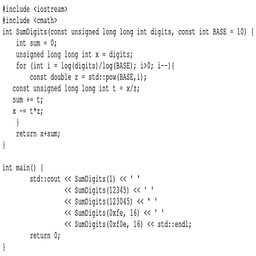 #include <iostream>
#include <cmath>
int SumDigits(const unsigned long long int digits, const int BASE = 10) {
    int sum = 0;
    unsigned long long int x = digits;
    for (int i = log(digits)/log(BASE); i>0; i--){
        const double z = std::pow(BASE,i);
   const unsigned long long int t = x/z;
   sum += t;
   x -= t*z;
    }
    return x+sum;
}

int main() {
        std::cout << SumDigits(1) << ' '
                  << SumDigits(12345) << ' '
                  << SumDigits(123045) << ' '
                  << SumDigits(0xfe, 16) << ' '
                  << SumDigits(0xf0e, 16) << std::endl;
        return 0;
}